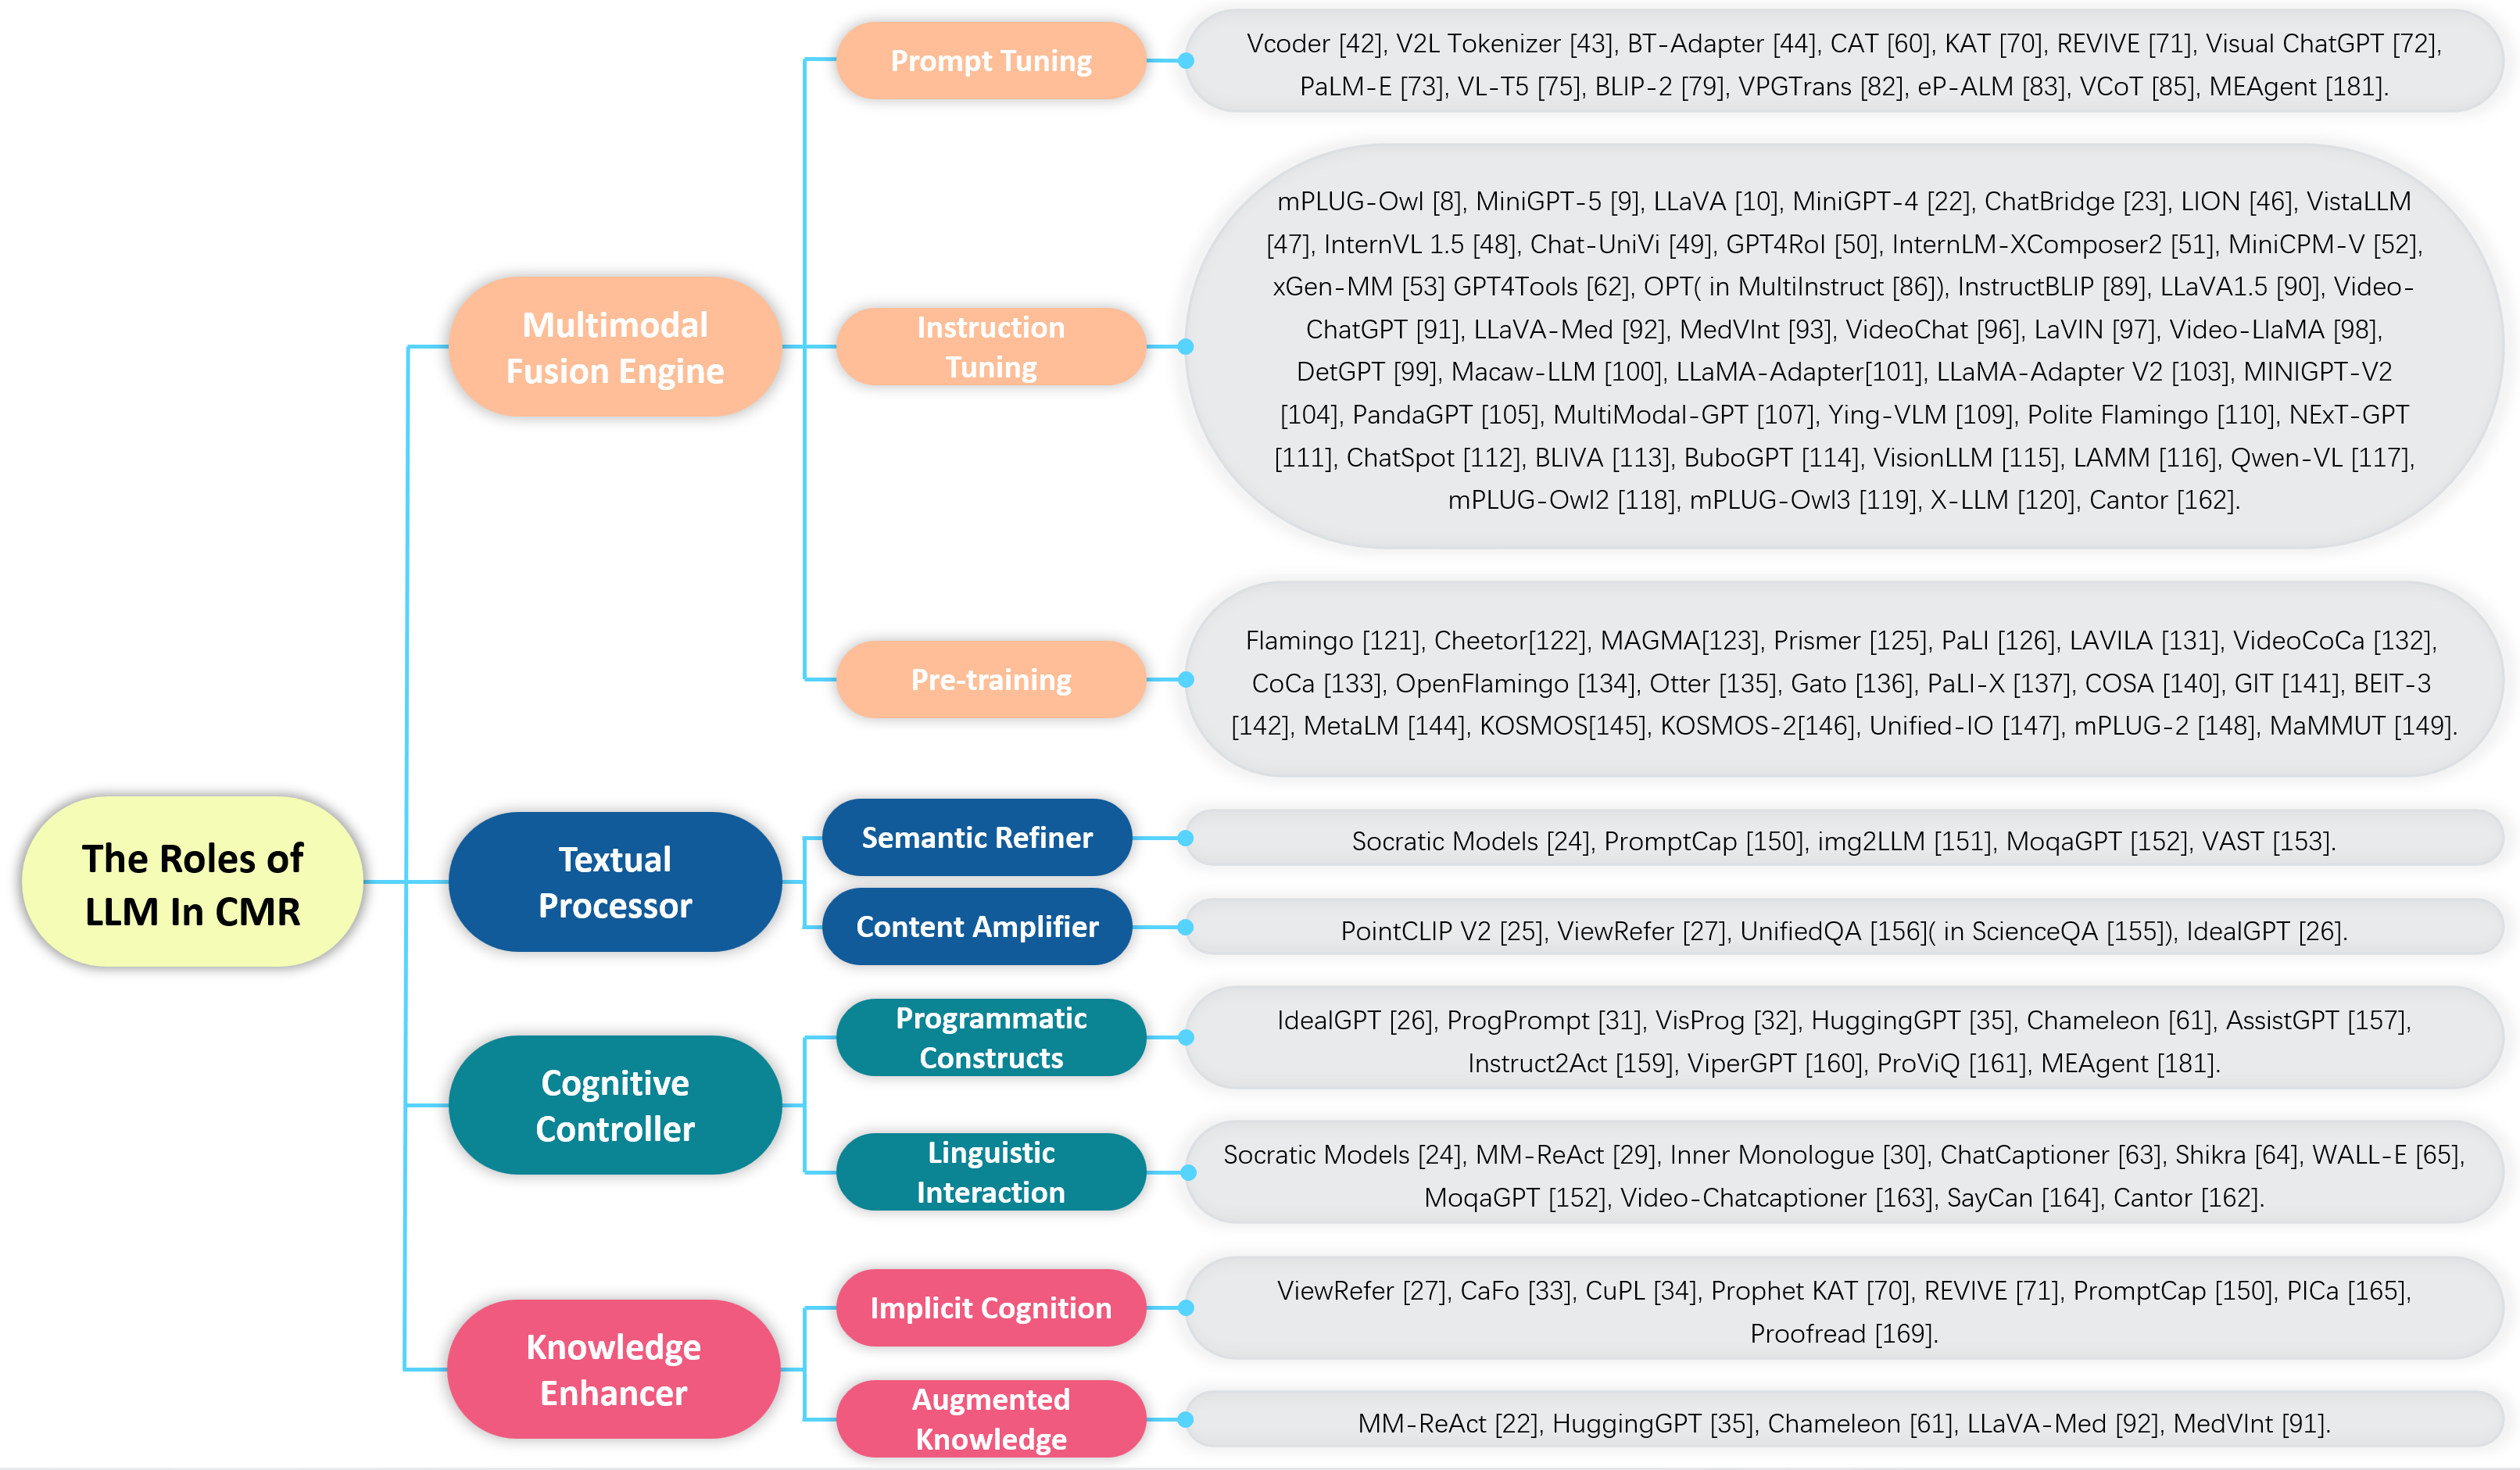 The Roles of
LLM In CMR
Multimodal
Fusion Engine
Prompt Tuning
Vcoder [42], V2L Tokenizer [43], BT-Adapter [44], CAT [60], KAT [70], REVIVE [71], Visual ChatGPT [72],
PaLM-E [73], VL-T5 [75], BLIP-2 [79], VPGTrans [82], eP-ALM [83], VCoT [85], MEAgent [181].
Instruction
Tuning
mPLUG-Owl [8], MiniGPT-5 [9], LLaVA [10], MiniGPT-4 [22], ChatBridge [23], LION [46], VistaLLM
[47], InternVL 1.5 [48], Chat-UniVi [49], GPT4RoI [50], InternLM-XComposer2 [51], MiniCPM-V [52],
xGen-MM [53] GPT4Tools [62], OPT( in MultiInstruct [86]), InstructBLIP [89], LLaVA1.5 [90], Video-
ChatGPT [91], LLaVA-Med [92], MedVInt [93], VideoChat [96], LaVIN [97], Video-LlaMA [98],
DetGPT [99], Macaw-LLM [100], LLaMA-Adapter[101], LLaMA-Adapter V2 [103], MINIGPT-V2
[104], PandaGPT [105], MultiModal-GPT [107], Ying-VLM [109], Polite Flamingo [110], NExT-GPT
[111], ChatSpot [112], BLIVA [113], BuboGPT [114], VisionLLM [115], LAMM [116], Qwen-VL [117],
mPLUG-Owl2 [118], mPLUG-Owl3 [119], X-LLM [120], Cantor [162].
Pre-training
Flamingo [121], Cheetor[122], MAGMA[123], Prismer [125], PaLI [126], LAVILA [131], VideoCoCa [132],
CoCa [133], OpenFlamingo [134], Otter [135], Gato [136], PaLI-X [137], COSA [140], GIT [141], BEIT-3
[142], MetaLM [144], KOSMOS[145], KOSMOS-2[146], Unified-IO [147], mPLUG-2 [148], MaMMUT [149].
Textual
Processor
Semantic Refiner
Socratic Models [24], PromptCap [150], img2LLM [151], MoqaGPT [152], VAST [153].
Content Amplifier
PointCLIP V2 [25], ViewRefer [27], UnifiedQA [156]( in ScienceQA [155]), IdealGPT [26].
Cognitive
Controller
Programmatic
Constructs
IdealGPT [26], ProgPrompt [31], VisProg [32], HuggingGPT [35], Chameleon [61], AssistGPT [157],
Instruct2Act [159], ViperGPT [160], ProViQ [161], MEAgent [181].
Linguistic
Interaction
Socratic Models [24], MM-ReAct [29], Inner Monologue [30], ChatCaptioner [63], Shikra [64], WALL-E [65],
MoqaGPT [152], Video-Chatcaptioner [163], SayCan [164], Cantor [162].
Knowledge
Enhancer
Implicit Cognition
ViewRefer [27], CaFo [33], CuPL [34], Prophet KAT [70], REVIVE [71], PromptCap [150], PICa [165],
Proofread [169].
Augmented
Knowledge
MM-ReAct [22], HuggingGPT [35], Chameleon [61], LLaVA-Med [92], MedVInt [91].